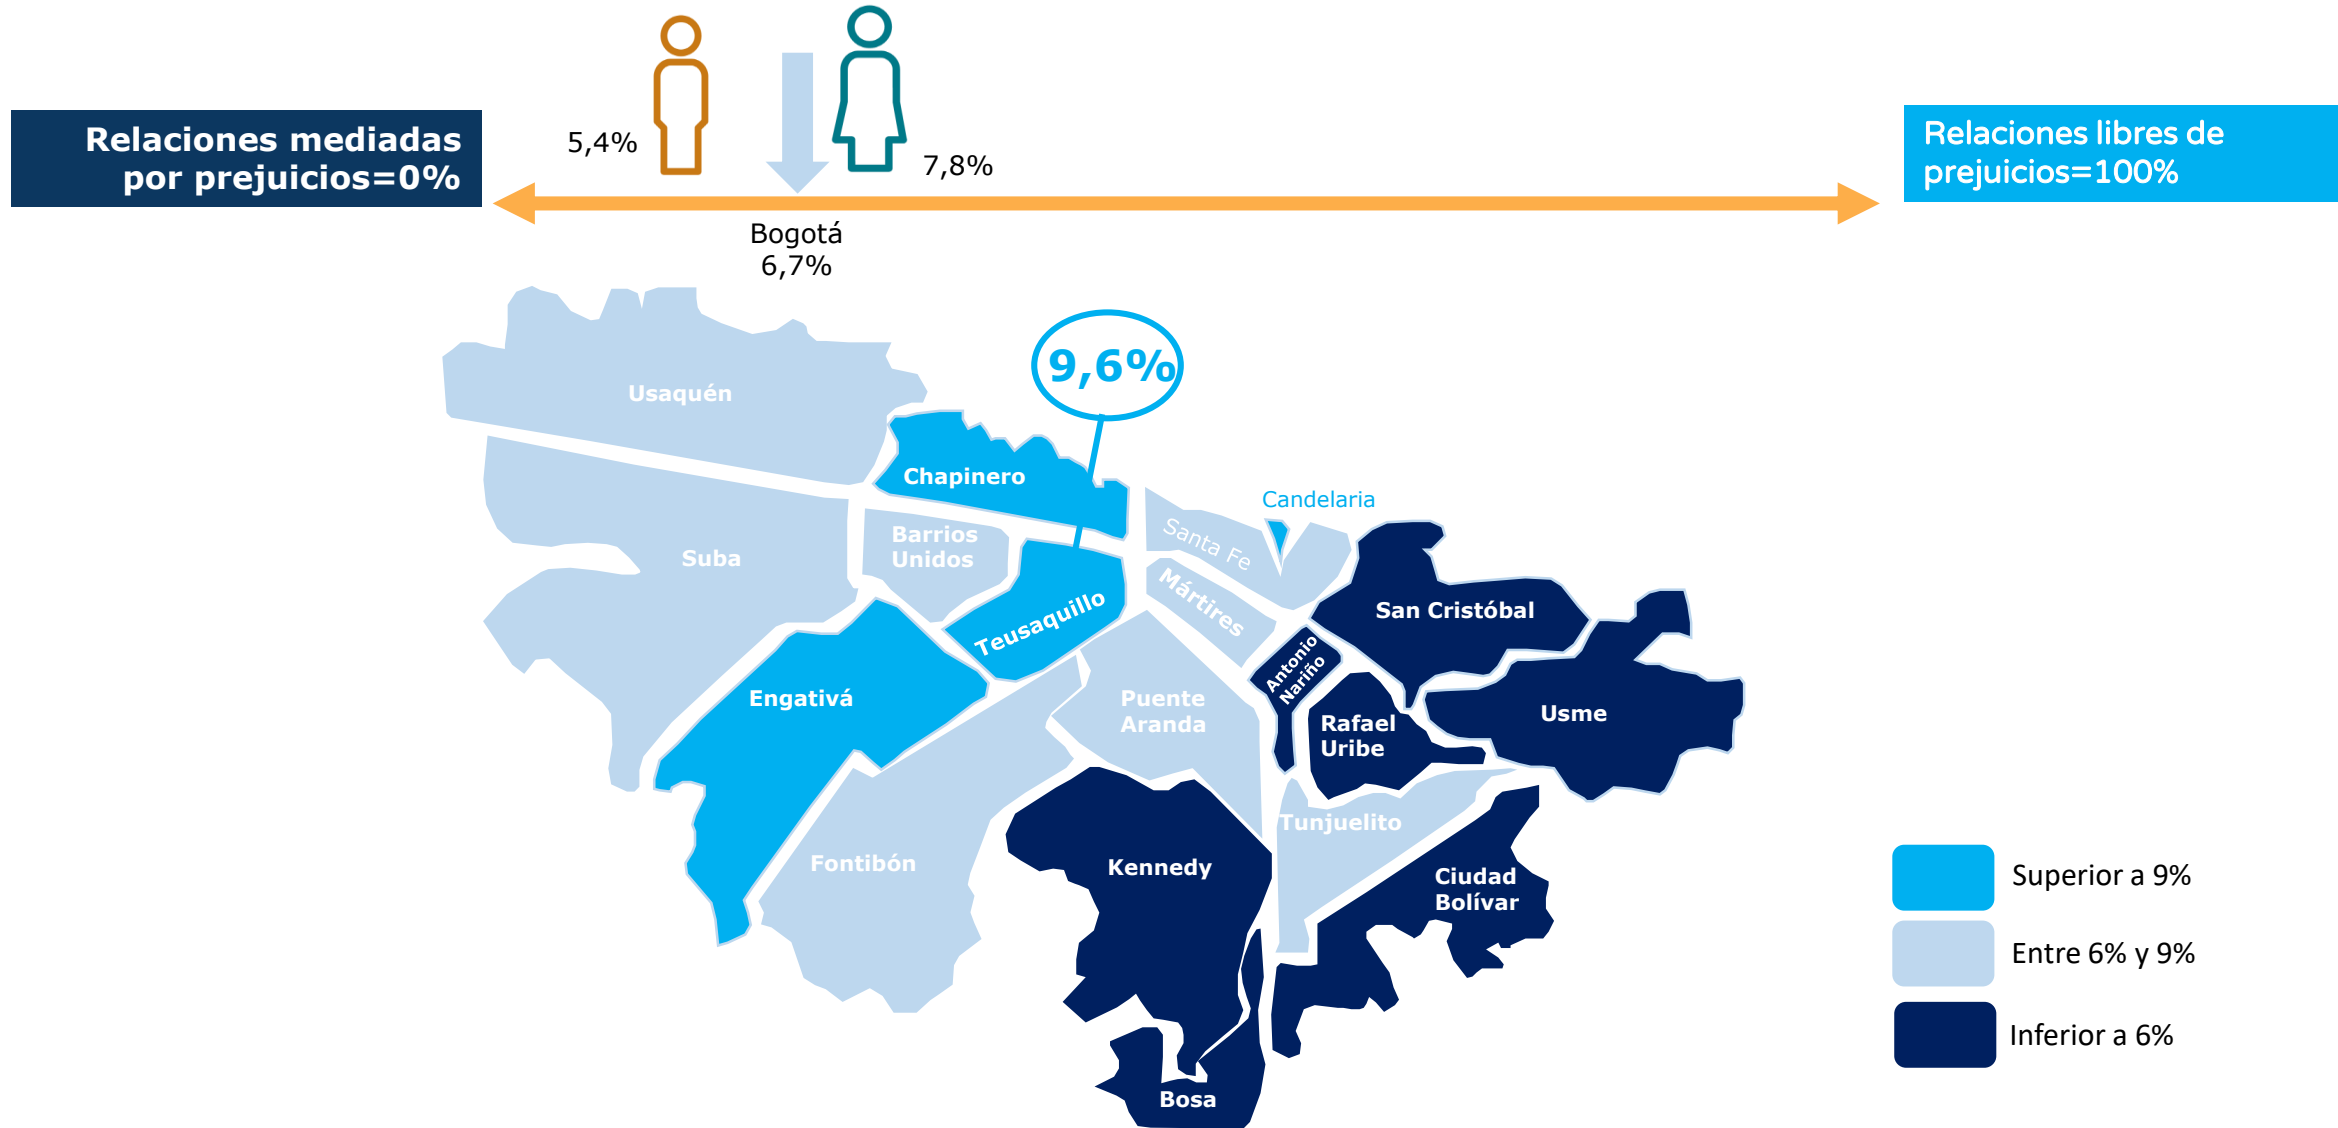 Relaciones mediadas
por prejuicios=0%
5,4%
7,8%
Relaciones libres de
prejuicios=100%
Bogotá
6,7%
9,6%
Usaquén
Chapinero
Candelaria
Santa Fe
Barrios
Unidos
Suba
Mártires
Teusaquillo
San Cristóbal
Antonio
Nariño
Engativá
Puente
Aranda
Rafael
Uribe
Usme
Tunjuelito
Fontibón
Kennedy
Ciudad
Bolívar
Bosa
Superior a 9%
Entre 6% y 9%
Inferior a 6%